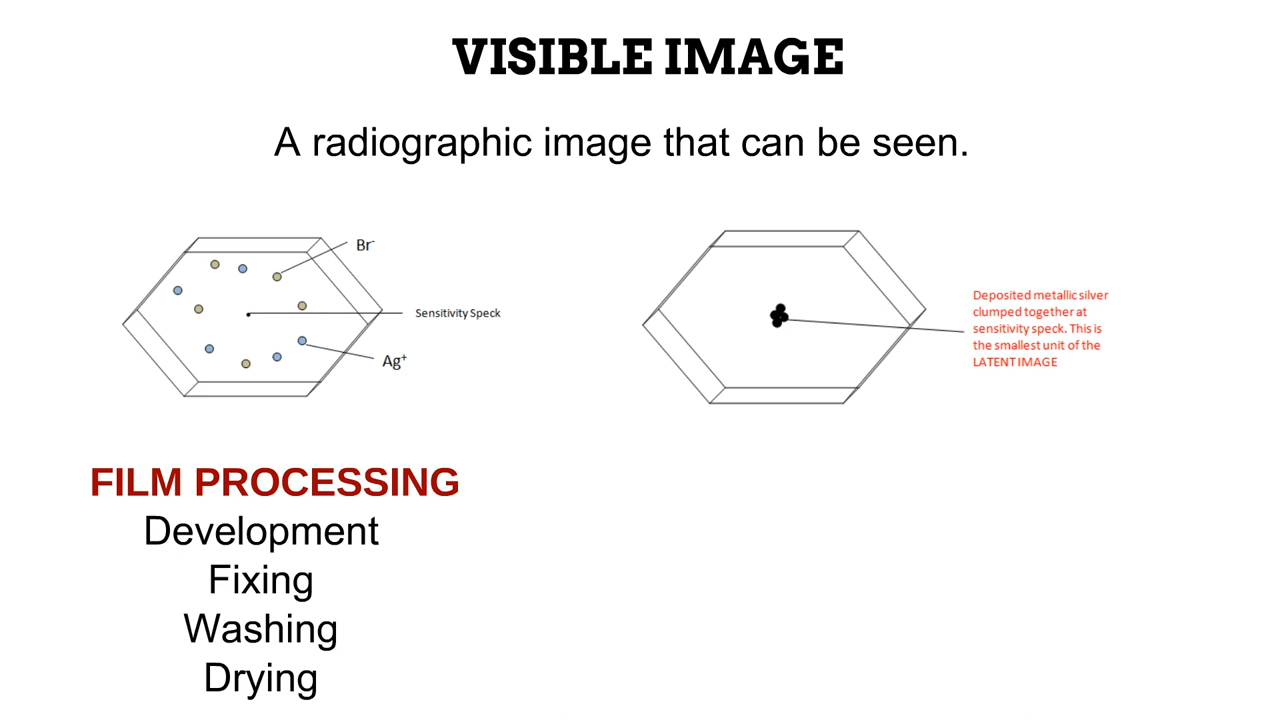 VISIBLE IMAGE
A radiographic image that can be seen.
Br⁻
Sensitivity Speck
Ag⁺
Deposited metallic silver
clumped together at
sensitivity speck. This is
the smallest unit of the
LATENT IMAGE
FILM PROCESSING
Development
Fixing
Washing
Drying